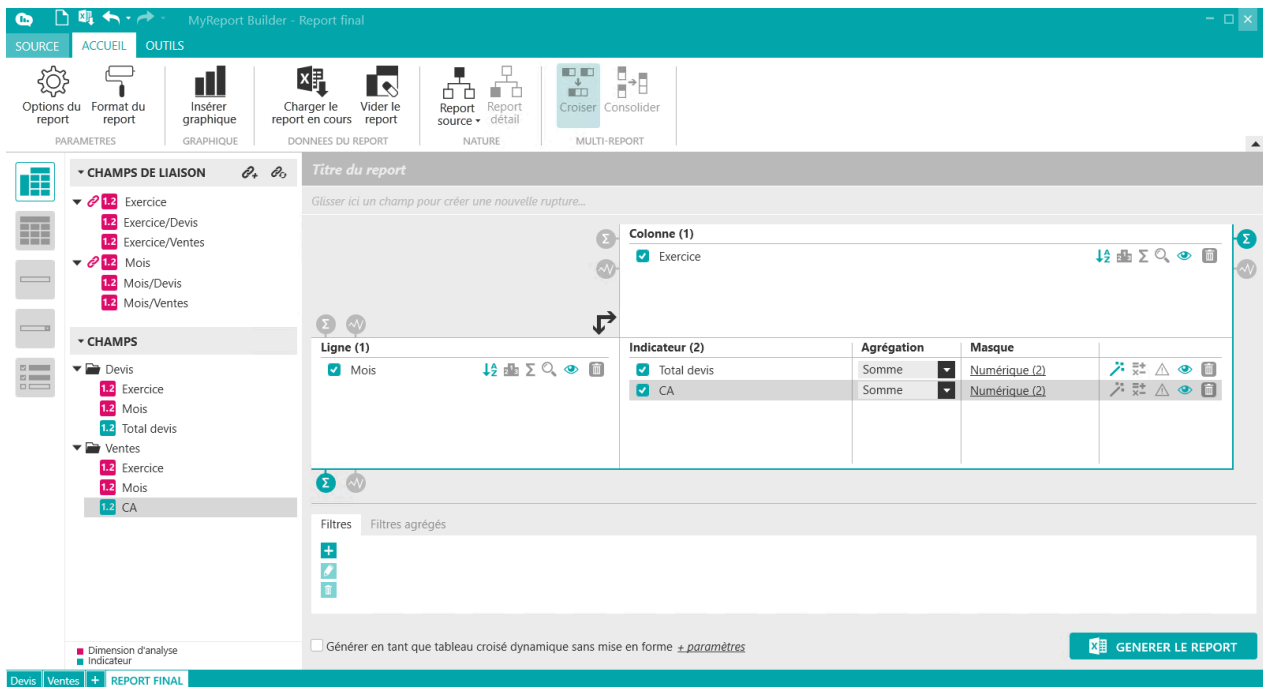 MyReport Builder - Report final
SOURCE ACCUEIL OUTILS
Options du report Format du report Insérer graphique Charger le report en cours Vider le report Report source Report détail Croiser Consolider
PARAMETRES GRAPHIQUE DONNEES DU REPORT NATURE MULTI-REPORT
CHAMPS DE LIAISON
1.2 Exercice
1.2 Exercice/Devis
1.2 Exercice/Ventes
1.2 Mois
1.2 Mois/Devis
1.2 Mois/Ventes
CHAMPS
Devis
1.2 Exercice
1.2 Mois
1.2 Total devis
Ventes
1.2 Exercice
1.2 Mois
1.2 CA
Dimension d'analyse
Indicateur
Titre du report
Glisser ici un champ pour créer une nouvelle rupture...
Colonne (1)
Exercice
Ligne (1)
Mois
Indicateur (2) Agrégation Masque
Total devis Somme Numérique (2)
CA Somme Numérique (2)
Filtres Filtres agrégés
Générer en tant que tableau croisé dynamique sans mise en forme + paramètres
GENERER LE REPORT
Devis Ventes + REPORT FINAL